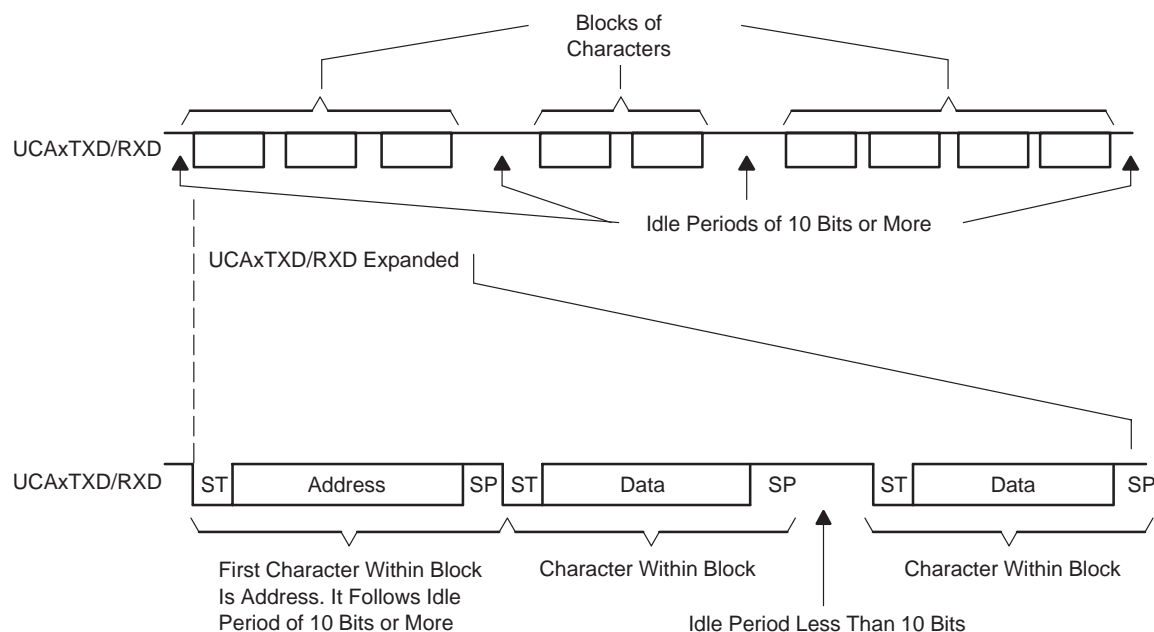 Blocks of
Characters
UCAxTXD/RXD
Idle Periods of 10 Bits or More
UCAxTXD/RXD Expanded
UCAxTXD/RXD
ST
Address
SP
ST
Data
SP
ST
Data
SP
First Character Within Block
Is Address. It Follows Idle
Period of 10 Bits or More
Character Within Block
Character Within Block
Idle Period Less Than 10 Bits